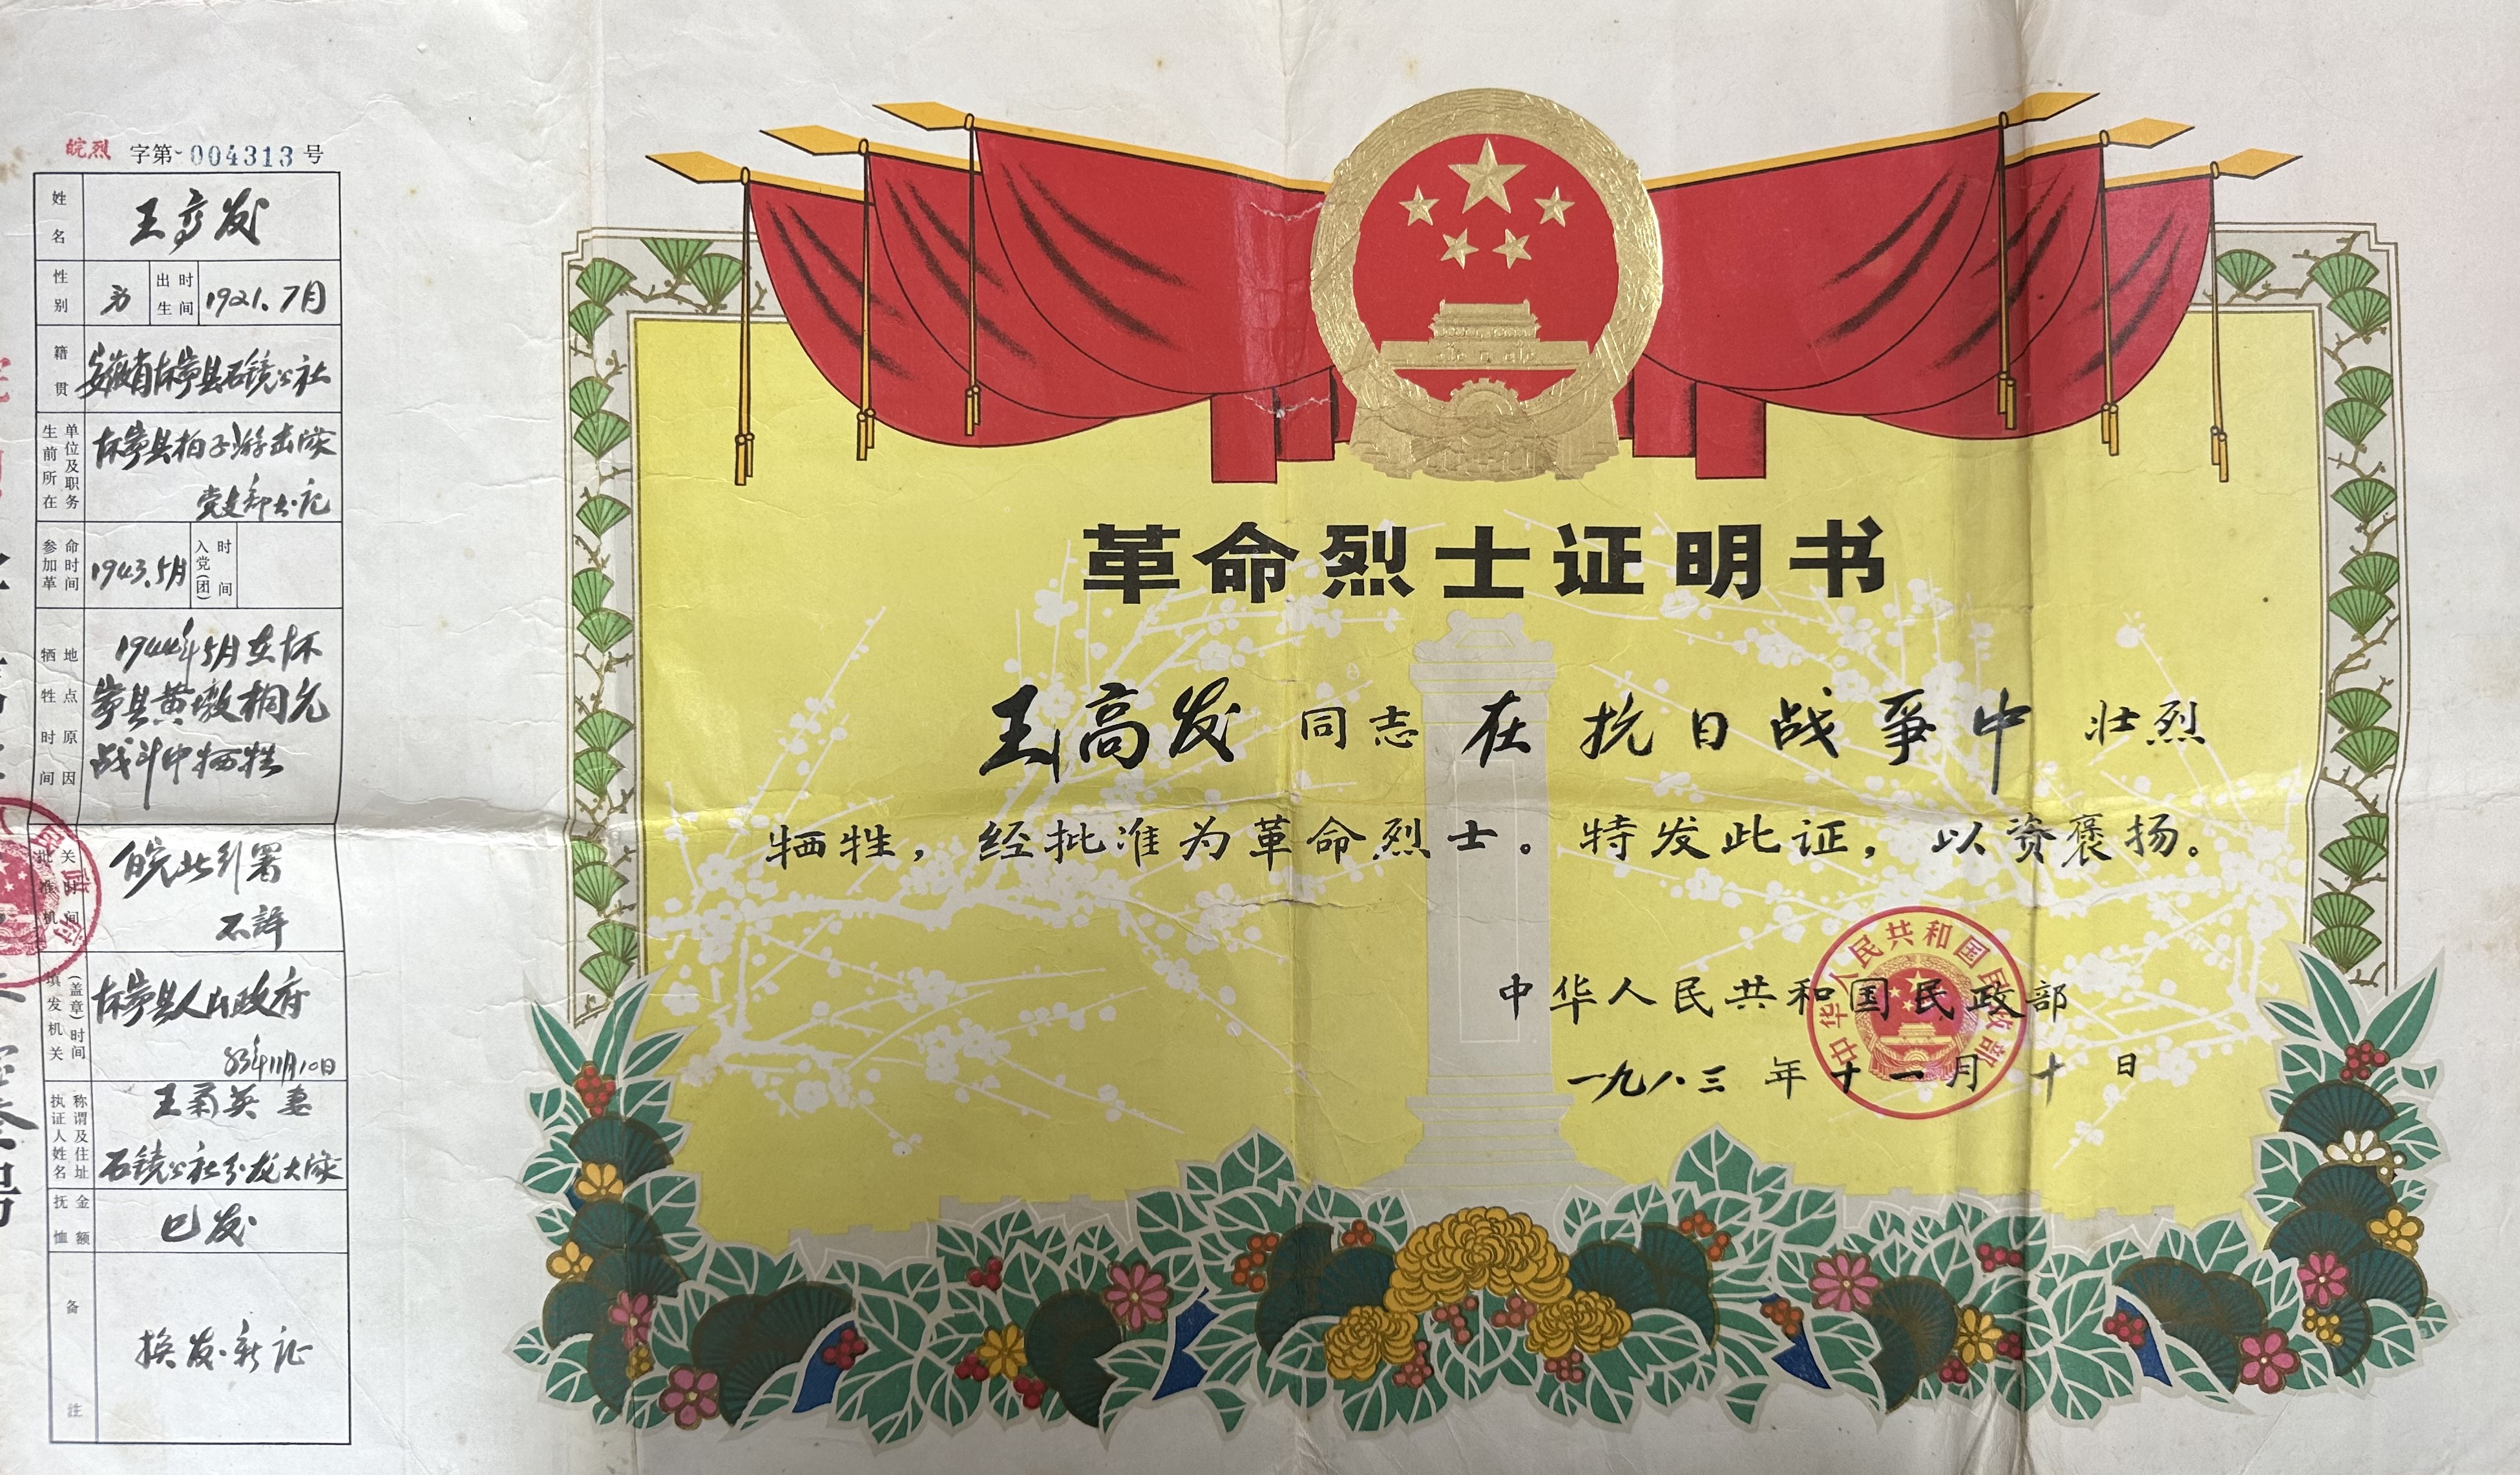 皖烈 字第 004313 号
姓名 王高发
性别 男 出生时间 1921.7月
籍贯 安徽省怀宁县石镜公社
生前所在单位及职务 怀宁县柏子游击队
党支部书记
参加革命时间 1943.5月 入党(团)时间
牺牲时间地点原因 1944年5月在怀
宁县黄墩
战斗中牺牲
批准机关时间 皖北行署
不详
填发机关(盖章)时间 怀宁县人民政府
83年11月10日
执证人姓名称谓及住址 王菊英 妻
石镜公社分龙大队
抚恤金额 已发
备注 换发新证
革命烈士证明书
王高发 同志 在抗日战争中 壮烈
牺牲，经批准为革命烈士。特发此证，以资褒扬。
中华人民共和国民政部
一九八三 年 十一 月 十 日
中华人民共和国民政部